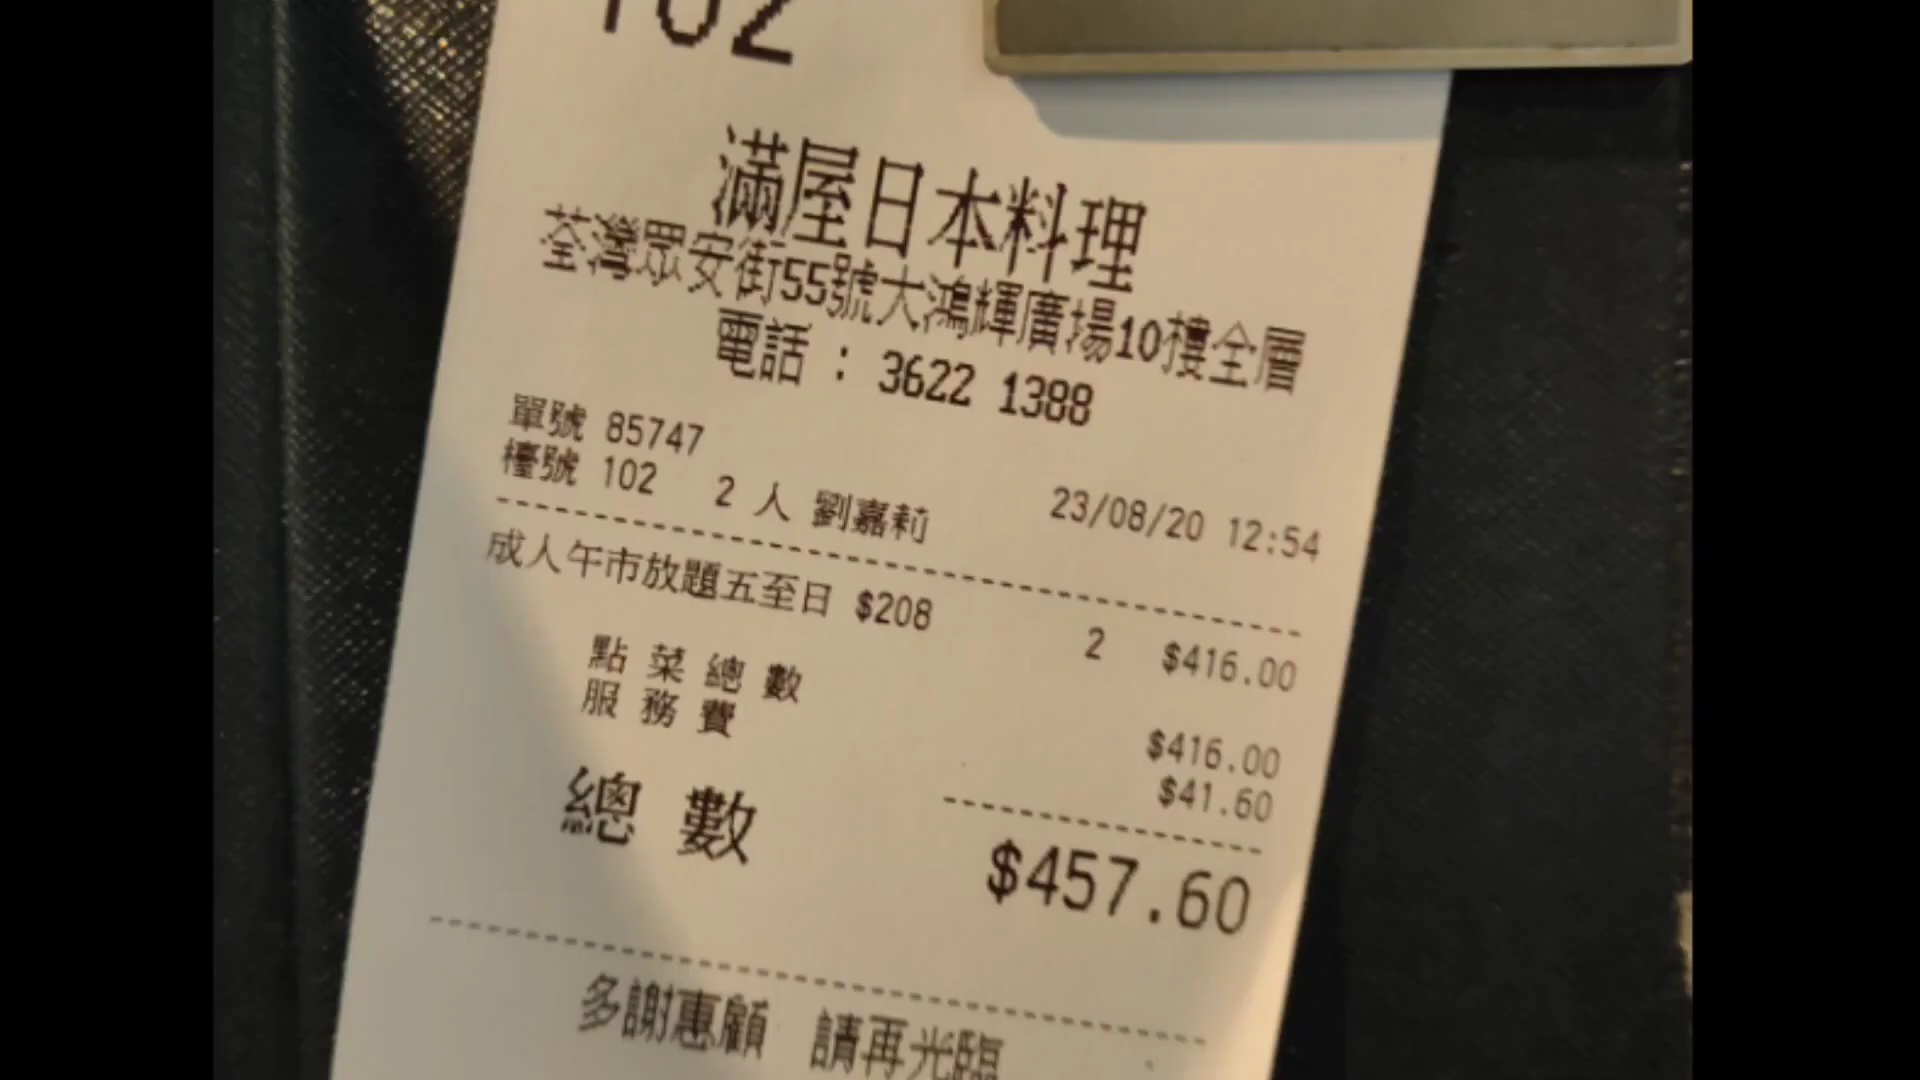 102
滿屋日本料理
荃灣眾安街55號大鴻輝廣場10樓全層
電話 : 3622 1388
單號 85747
檯號 102 2 人 劉嘉莉 23/08/20 12:54
成人午市放題五至日 $208 2 $416.00
點菜總數 $416.00
服務費 $41.60
總數 $457.60
多謝惠顧 請再光臨